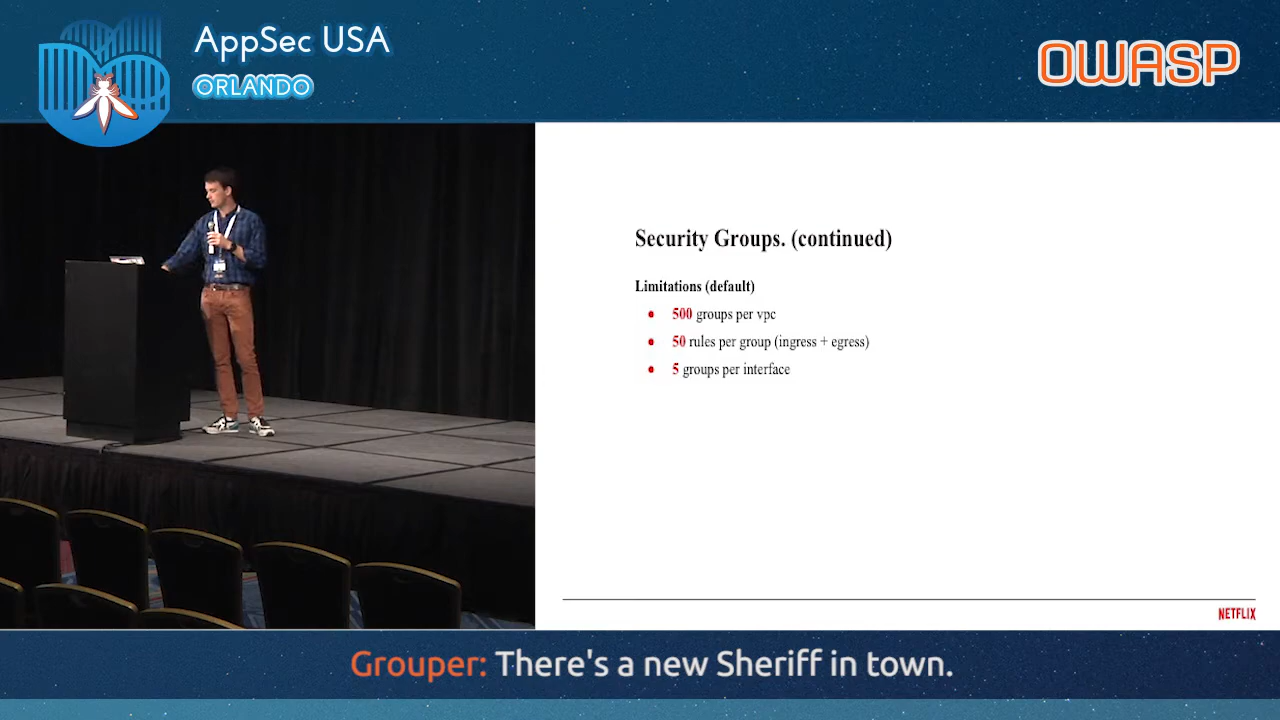 AppSec USA
ORLANDO
OWASP
Security Groups. (continued)
Limitations (default)
● 500 groups per vpc
● 50 rules per group (ingress + egress)
● 5 groups per interface
NETFLIX
Grouper: There's a new Sheriff in town.